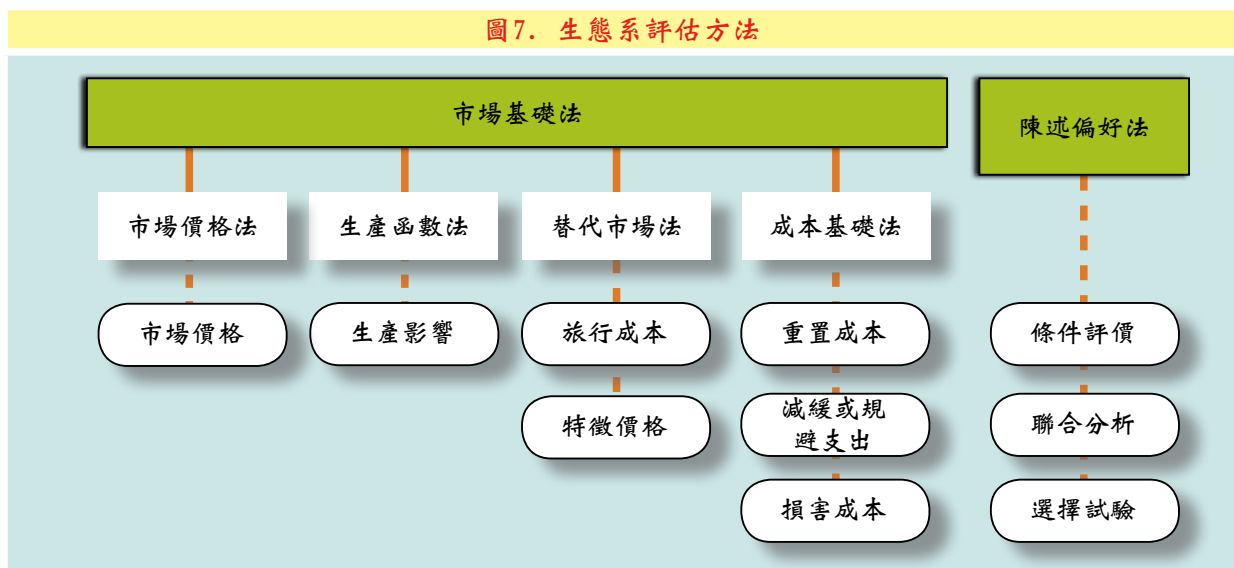 圖7. 生態系評估方法
市場基礎法
陳述偏好法
市場價格法
生產函數法
替代市場法
成本基礎法
市場價格
生產影響
旅行成本
重置成本
條件評價
特徵價格
減緩或規
避支出
聯合分析
損害成本
選擇試驗